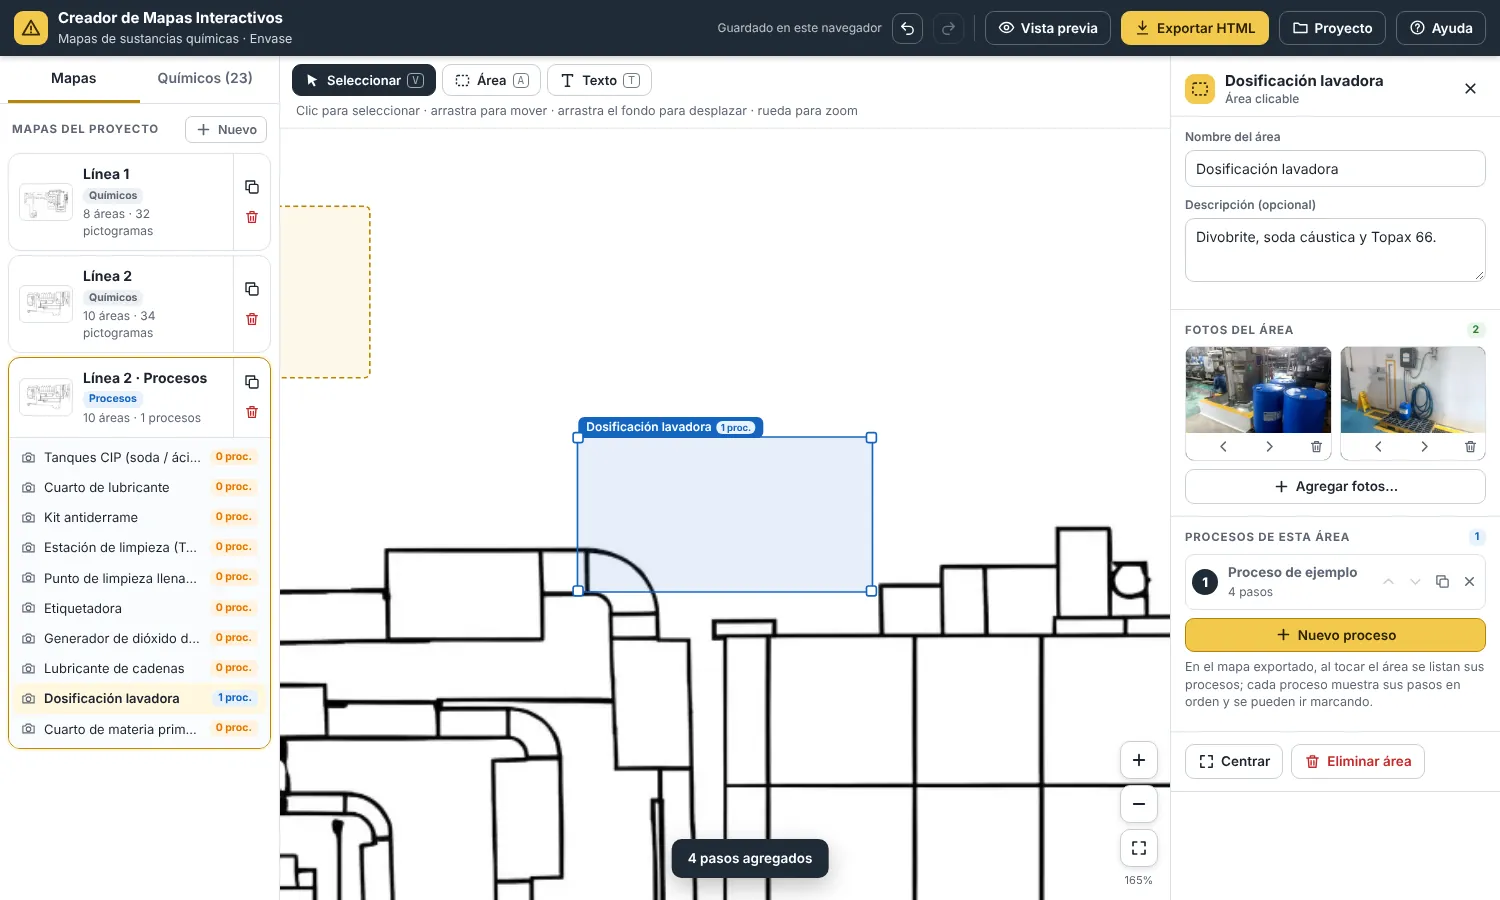 Creador de Mapas Interactivos
Mapas de sustancias químicas · Envase
Guardado en este navegador
Vista previa
Exportar HTML
Proyecto
Ayuda
Mapas
Químicos (23)
MAPAS DEL PROYECTO
Nuevo
Línea 1
Químicos
8 áreas · 32
pictogramas
Línea 2
Químicos
10 áreas · 34
pictogramas
Línea 2 · Procesos
Procesos
10 áreas · 1 procesos
Tanques CIP (soda / áci... 0 proc.
Cuarto de lubricante 0 proc.
Kit antiderrame 0 proc.
Estación de limpieza (T... 0 proc.
Punto de limpieza llena... 0 proc.
Etiquetadora 0 proc.
Generador de dióxido d... 0 proc.
Lubricante de cadenas 0 proc.
Dosificación lavadora 1 proc.
Cuarto de materia prim... 0 proc.
Seleccionar V
Área A
Texto T
Clic para seleccionar · arrastra para mover · arrastra el fondo para desplazar · rueda para zoom
Dosificación lavadora 1 proc.
4 pasos agregados
165%
Dosificación lavadora
Área clicable
Nombre del área
Dosificación lavadora
Descripción (opcional)
Divobrite, soda cáustica y Topax 66.
FOTOS DEL ÁREA 2
Agregar fotos...
PROCESOS DE ESTA ÁREA 1
1 Proceso de ejemplo
4 pasos
Nuevo proceso
En el mapa exportado, al tocar el área se listan sus
procesos; cada proceso muestra sus pasos en
orden y se pueden ir marcando.
Centrar
Eliminar área